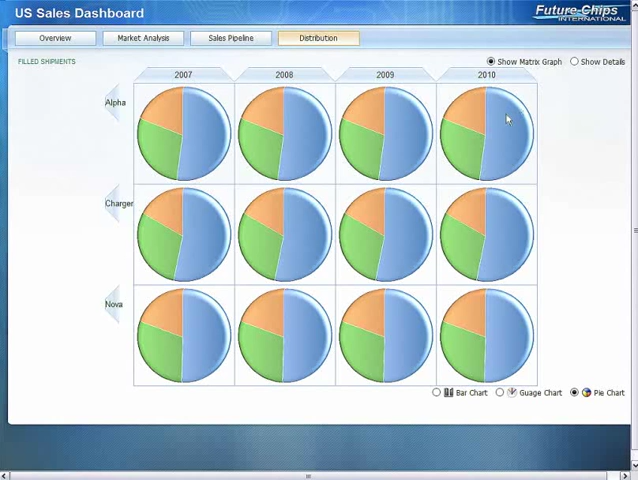 US Sales Dashboard
Future-Chips
INTERNATIONAL
Overview Market Analysis Sales Pipeline Distribution
FILLED SHIPMENTS
Show Matrix Graph Show Details
2007 2008 2009 2010
Alpha
Charger
Nova
Bar Chart Guage Chart Pie Chart